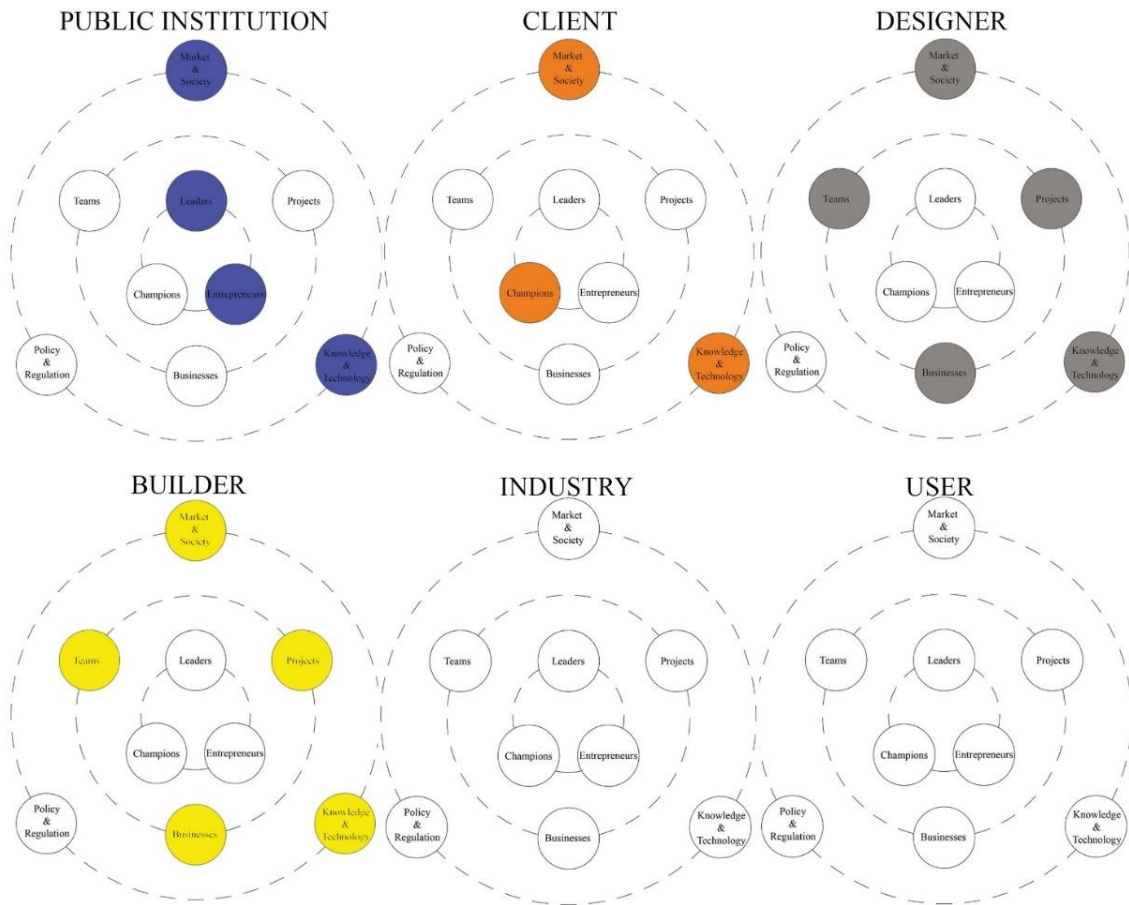 PUBLIC INSTITUTION
Market
&
Society
Teams
Leaders
Projects
Champions
Entrepreneurs
Policy
&
Regulation
Businesses
Knowledge
&
Technology
CLIENT
Market
&
Society
Teams
Leaders
Projects
Champions
Entrepreneurs
Policy
&
Regulation
Businesses
Knowledge
&
Technology
DESIGNER
Market
&
Society
Teams
Leaders
Projects
Champions
Entrepreneurs
Policy
&
Regulation
Businesses
Knowledge
&
Technology
BUILDER
Market
&
Society
Teams
Leaders
Projects
Champions
Entrepreneurs
Policy
&
Regulation
Businesses
Knowledge
&
Technology
INDUSTRY
Market
&
Society
Teams
Leaders
Projects
Champions
Entrepreneurs
Policy
&
Regulation
Businesses
Knowledge
&
Technology
USER
Market
&
Society
Teams
Leaders
Projects
Champions
Entrepreneurs
Policy
&
Regulation
Businesses
Knowledge
&
Technology